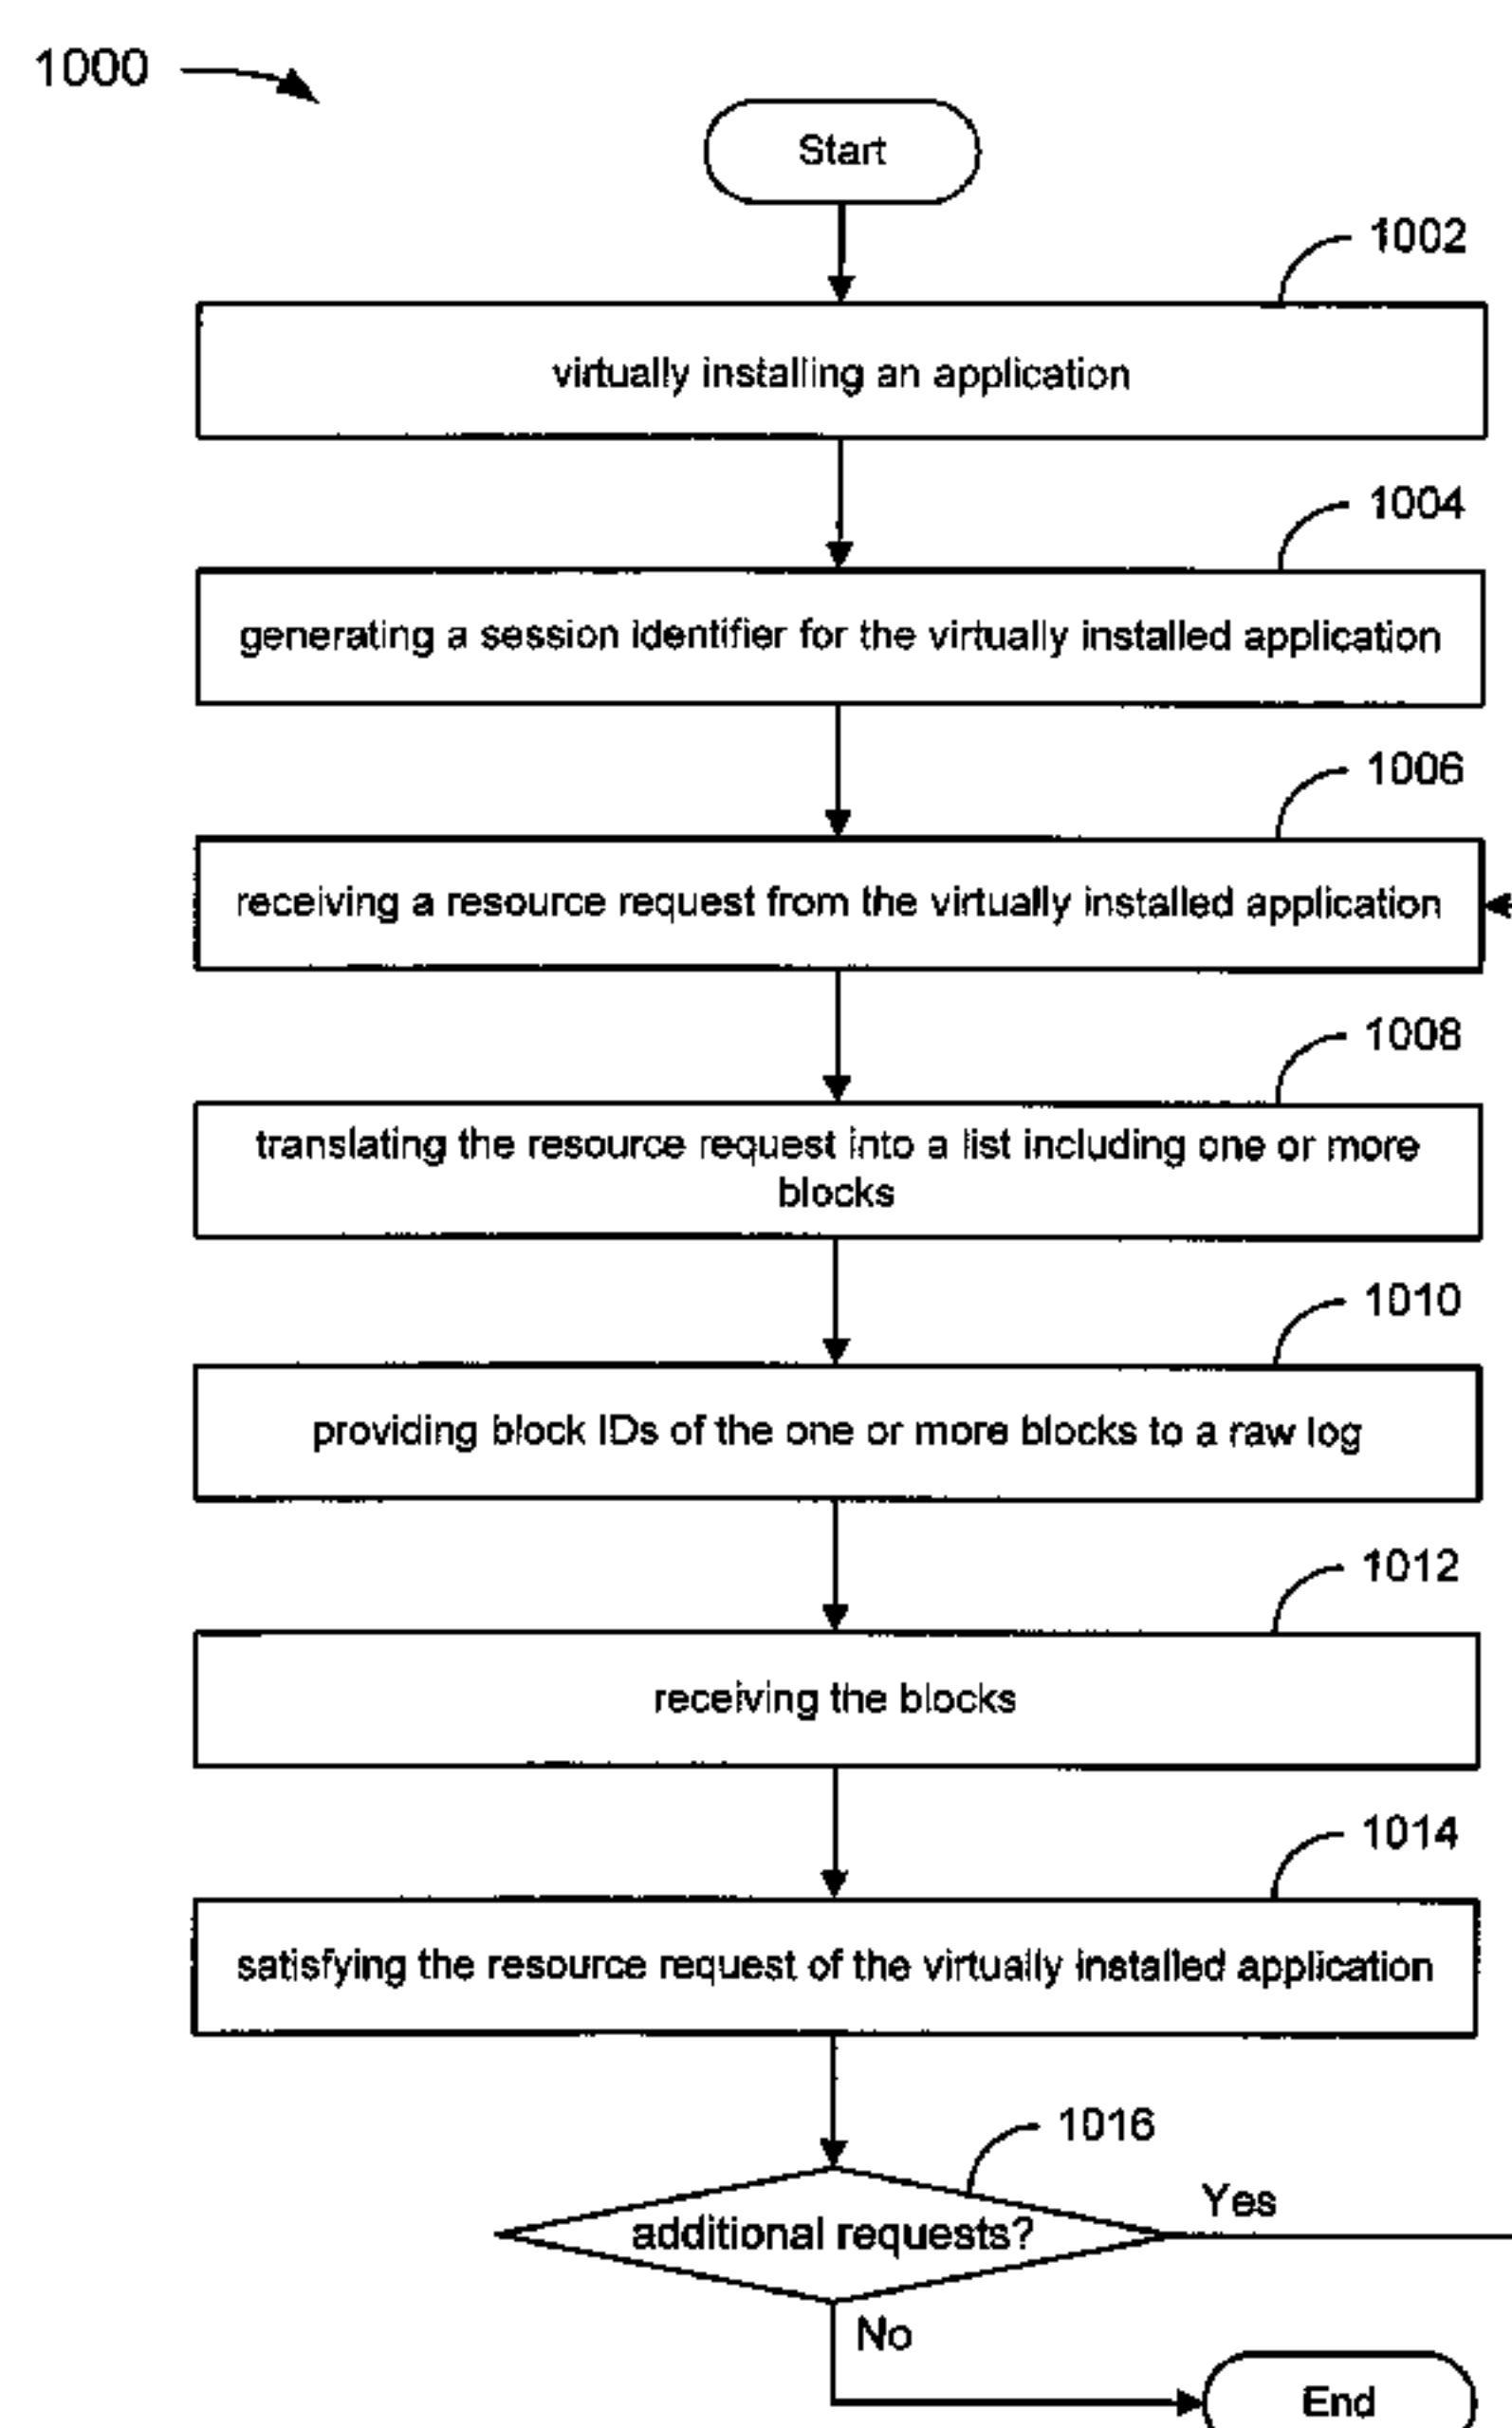 1000
Start
1002
virtually installing an application
1004
generating a session identifier for the virtually installed application
1006
receiving a resource request from the virtually installed application
1008
translating the resource request into a list including one or more
blocks
1010
providing block IDs of the one or more blocks to a raw log
1012
receiving the blocks
1014
satisfying the resource request of the virtually installed application
1016
additional requests?
Yes
No
End